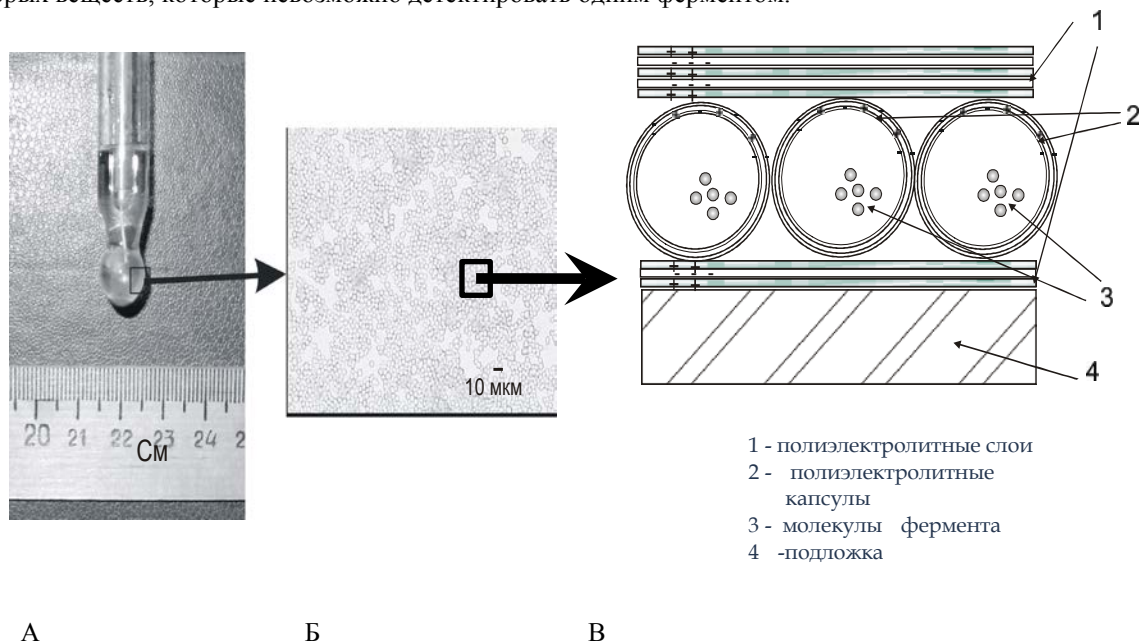 веществ, которые невозможно детектировать одним ферментом.
1
2
3
4
10 мкм
20 21 22 23 24 2
См
1 - полиэлектролитные слои
2 - полиэлектролитные
капсулы
3 - молекулы фермента
4 -подложка
А Б В